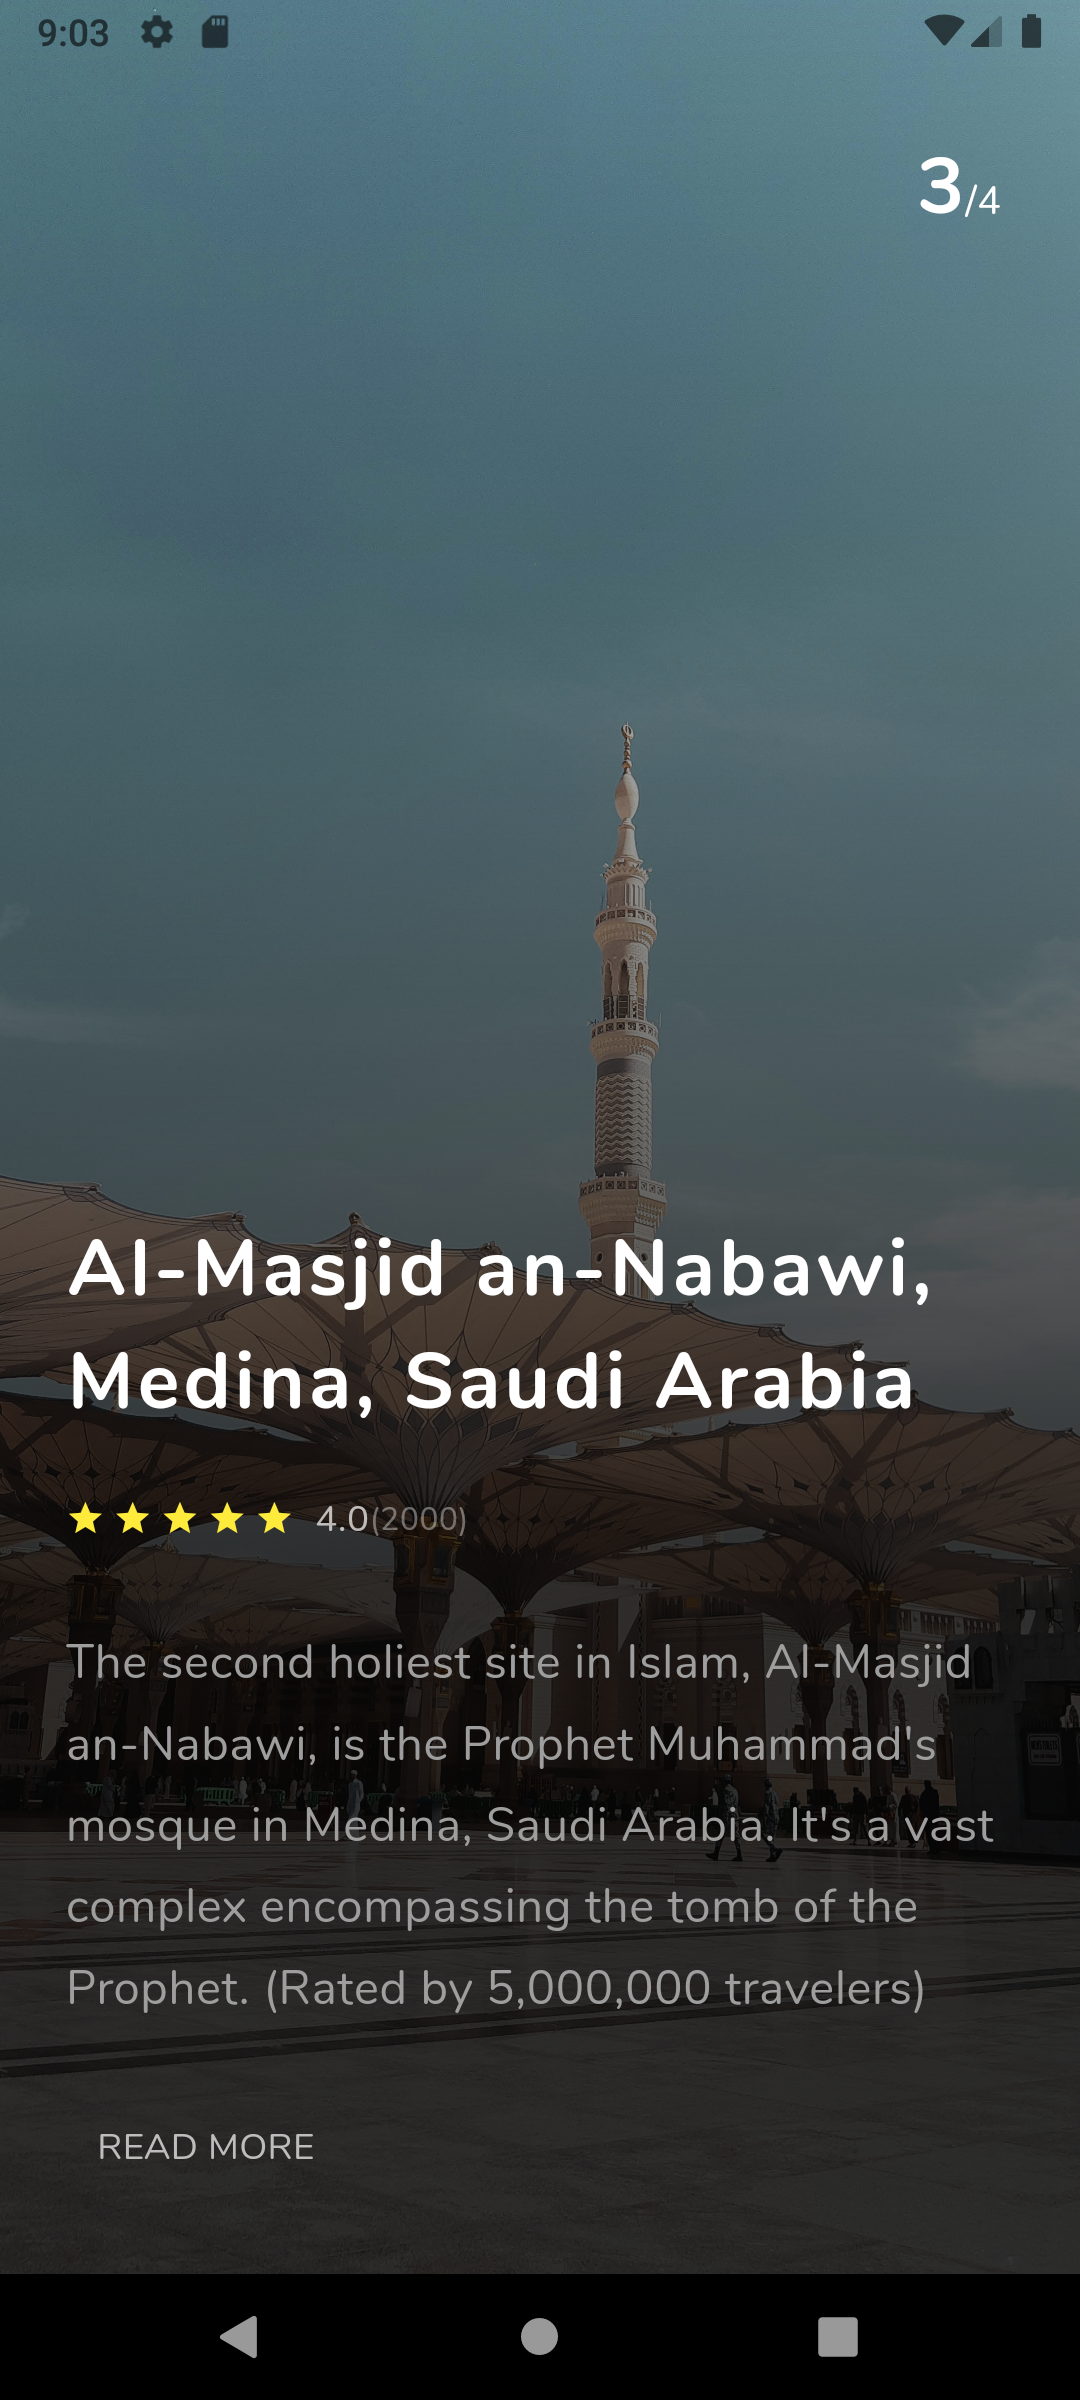 9:03
3/4
Al-Masjid an-Nabawi,
Medina, Saudi Arabia
4.0(2000)
The second holiest site in Islam, Al-Masjid
an-Nabawi, is the Prophet Muhammad's
mosque in Medina, Saudi Arabia. It's a vast
complex encompassing the tomb of the
Prophet. (Rated by 5,000,000 travelers)
READ MORE